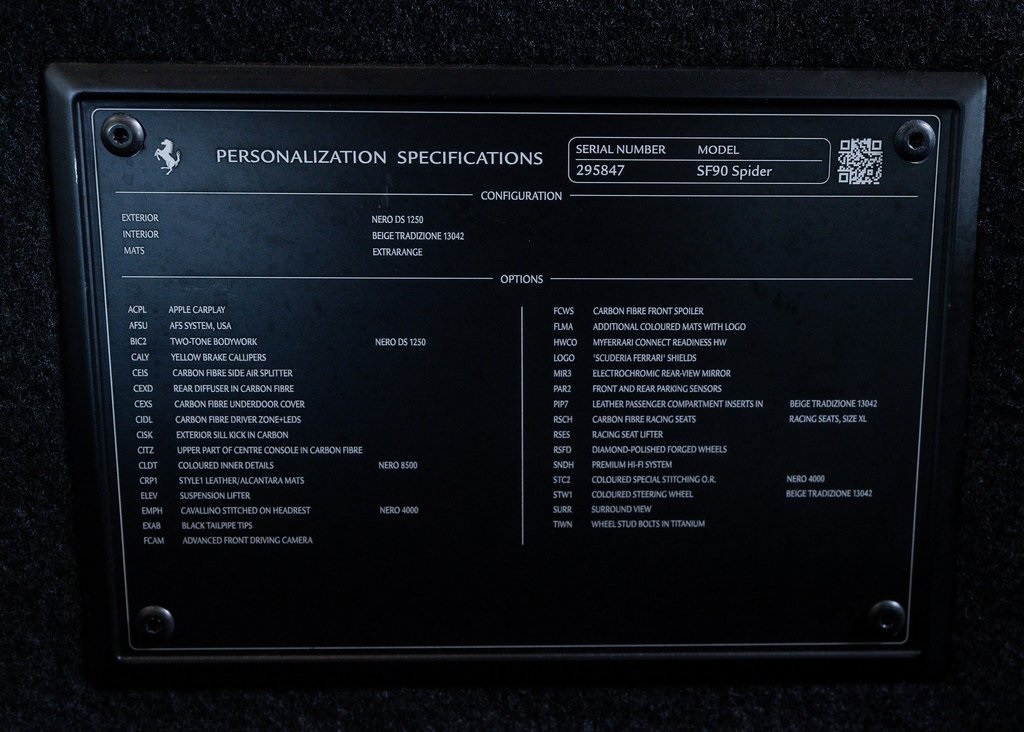 PERSONALIZATION SPECIFICATIONS
SERIAL NUMBER MODEL
295847 SF90 Spider
CONFIGURATION
EXTERIOR NERO DS 1250
INTERIOR BEIGE TRADIZIONE 13042
MATS EXTRARANGE
OPTIONS
ACPL APPLE CARPLAY
AFSU AFS SYSTEM, USA
BIC2 TWO-TONE BODYWORK NERO DS 1250
CALY YELLOW BRAKE CALLIPERS
CEIS CARBON FIBRE SIDE AIR SPLITTER
CEXD REAR DIFFUSER IN CARBON FIBRE
CEXS CARBON FIBRE UNDERDOOR COVER
CIDL CARBON FIBRE DRIVER ZONE+LEDS
CISK EXTERIOR SILL KICK IN CARBON
CITZ UPPER PART OF CENTRE CONSOLE IN CARBON FIBRE
CLDT COLOURED INNER DETAILS NERO 8500
CRP1 STYLE1 LEATHER/ALCANTARA MATS
ELEV SUSPENSION LIFTER
EMPH CAVALLINO STITCHED ON HEADREST NERO 4000
EXAB BLACK TAILPIPE TIPS
FCAM ADVANCED FRONT DRIVING CAMERA
FCWS CARBON FIBRE FRONT SPOILER
FLMA ADDITIONAL COLOURED MATS WITH LOGO
HWCO MYFERRARI CONNECT READINESS HW
LOGO 'SCUDERIA FERRARI' SHIELDS
MIR3 ELECTROCHROMIC REAR-VIEW MIRROR
PAR2 FRONT AND REAR PARKING SENSORS
PIP7 LEATHER PASSENGER COMPARTMENT INSERTS IN BEIGE TRADIZIONE 13042
RSCH CARBON FIBRE RACING SEATS RACING SEATS, SIZE XL
RSES RACING SEAT LIFTER
RSFD DIAMOND-POLISHED FORGED WHEELS
SNDH PREMIUM HI-FI SYSTEM
STC2 COLOURED SPECIAL STITCHING O.R. NERO 4000
STW1 COLOURED STEERING WHEEL BEIGE TRADIZIONE 13042
SURR SURROUND VIEW
TIWN WHEEL STUD BOLTS IN TITANIUM